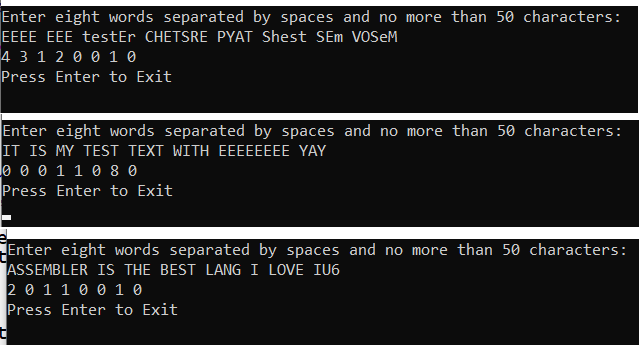 Enter eight words separated by spaces and no more than 50 characters:
EEEE EEE testEr CHETSRE PYAT Shest SEm VOSeM
4 3 1 2 0 0 1 0
Press Enter to Exit
Enter eight words separated by spaces and no more than 50 characters:
IT IS MY TEST TEXT WITH EEEEEEEE YAY
0 0 0 1 1 0 8 0
Press Enter to Exit
Enter eight words separated by spaces and no more than 50 characters:
ASSEMBLER IS THE BEST LANG I LOVE IU6
2 0 1 1 0 0 1 0
Press Enter to Exit